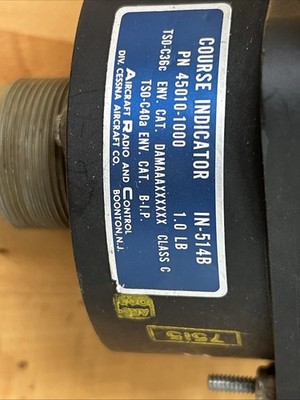 COURSE INDICATOR IN-514B
PN 45010-1000 1.0 LB
TSO-C36c ENV. CAT. DAMAAAXXXXXX CLASS C
TSO-C40a ENV. CAT. B-I.P.
AIRCRAFT RADIO AND CONTROL
DIV. CESSNA AIRCRAFT CO. BOONTON, N.J.
7515